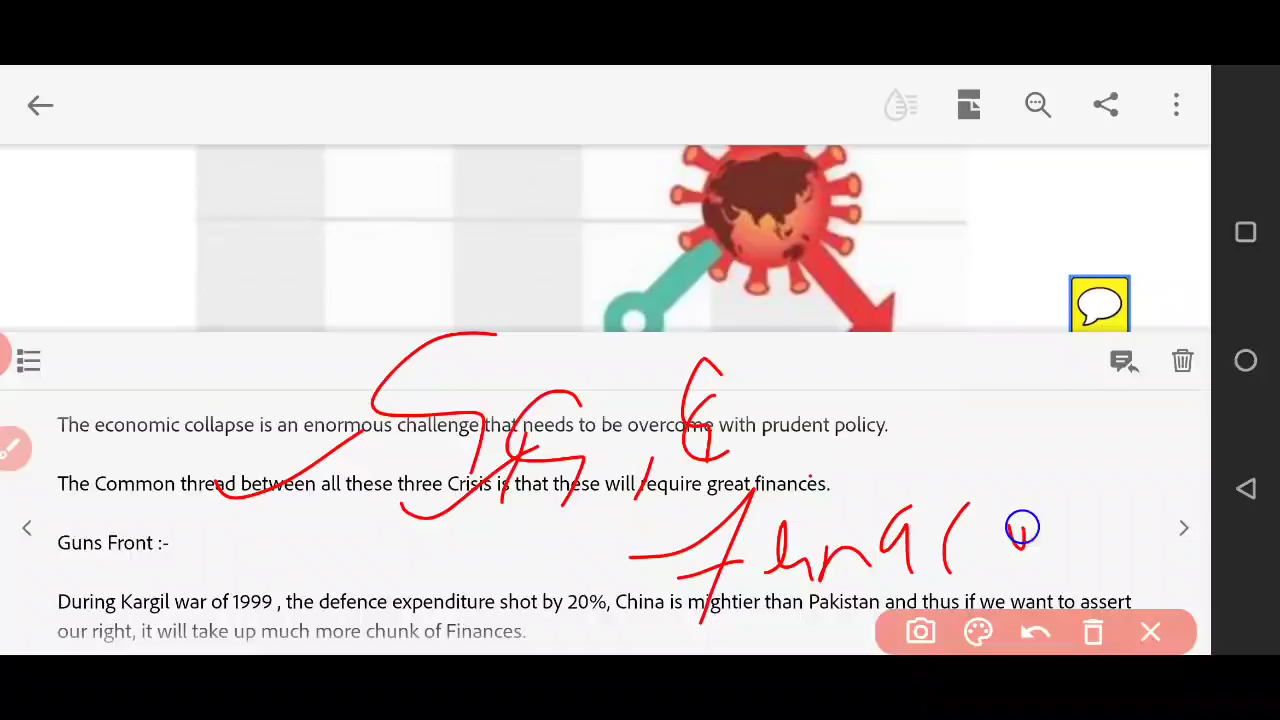 The economic collapse is an enormous challenge that needs to be overcome with prudent policy.
The Common thread between all these three Crisis is that these will require great finances.
Guns Front :-
During Kargil war of 1999 , the defence expenditure shot by 20%, China is mightier than Pakistan and thus if we want to assert
our right, it will take up much more chunk of Finances.